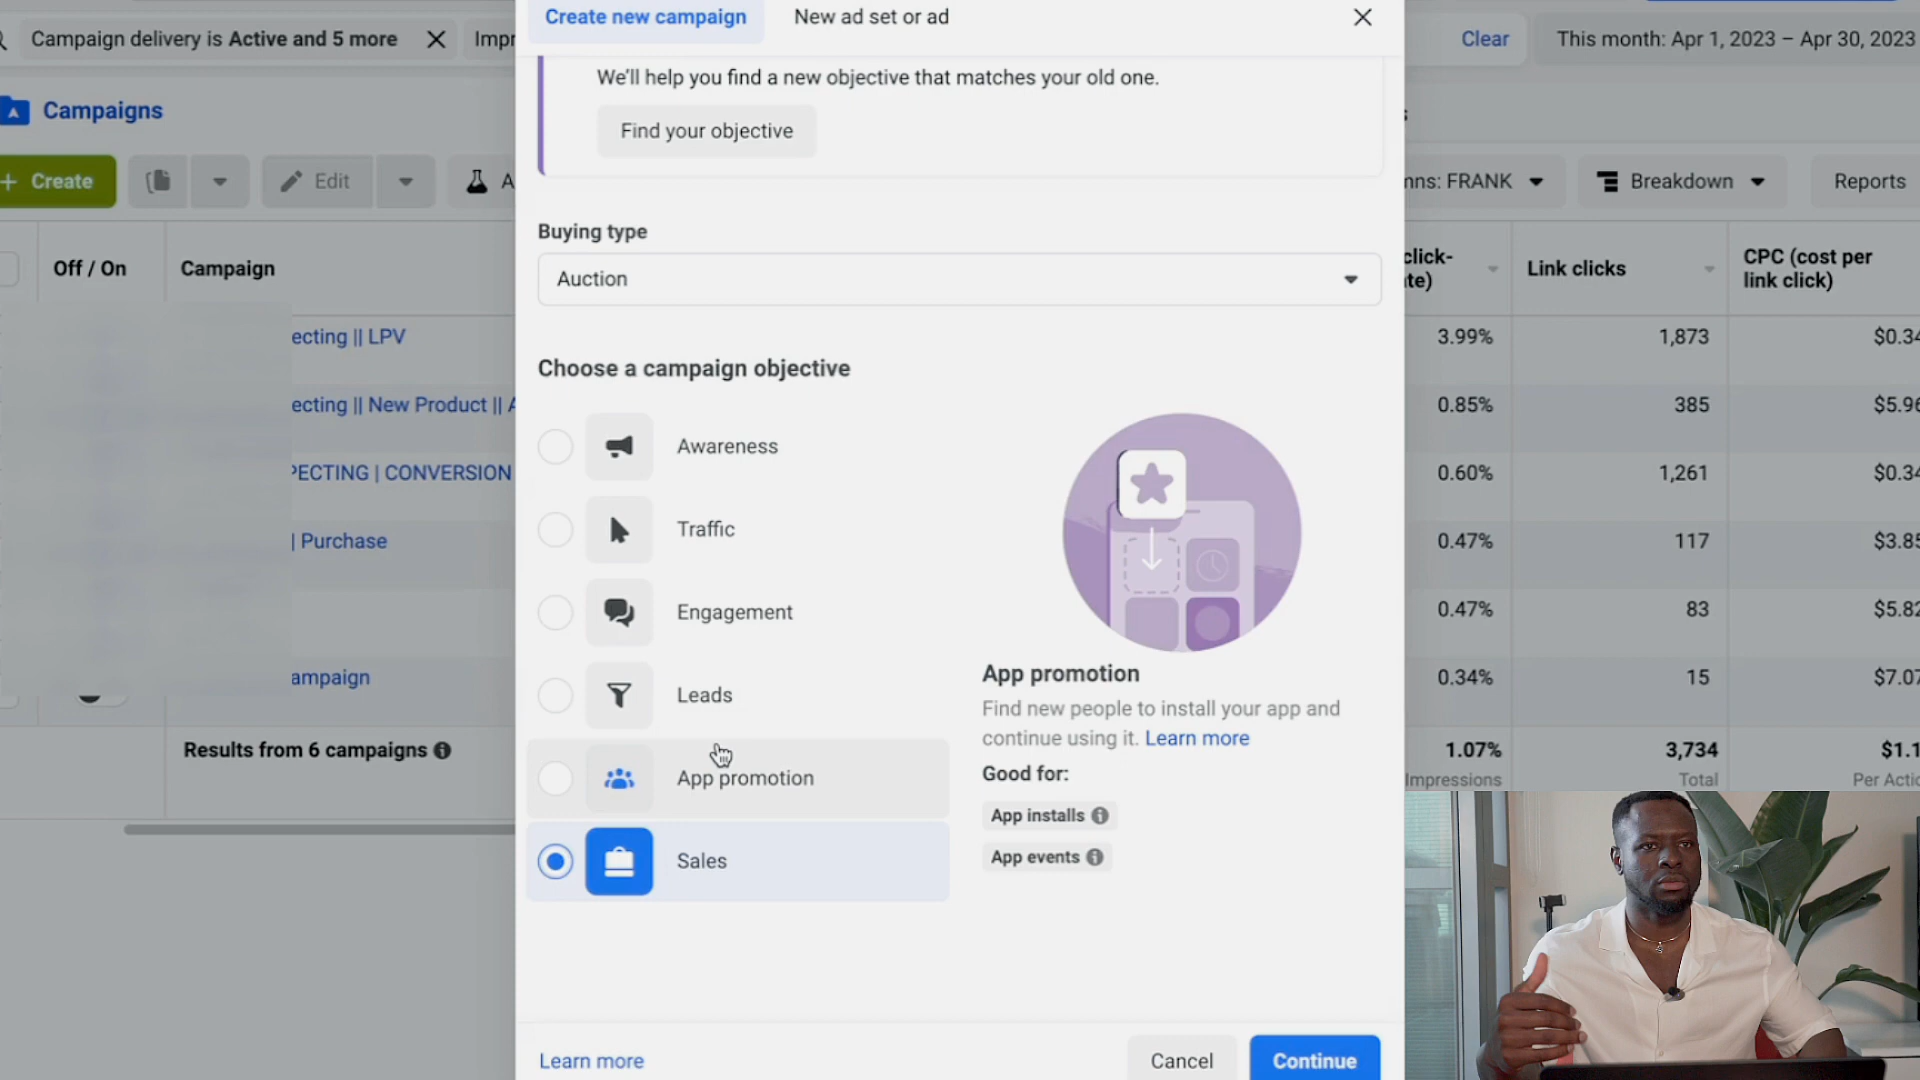 Create new campaign
New ad set or ad
Campaign delivery is Active and 5 more
Impr
Clear
This month: Apr 1, 2023 – Apr 30, 2023
We'll help you find a new objective that matches your old one.
Find your objective
Campaigns
+ Create
Edit
A
FRANK
Breakdown
Reports
Buying type
Auction
Off / On
Campaign
click-
te)
Link clicks
CPC (cost per
link click)
ecting || LPV
3.99%
1,873
$0.34
Choose a campaign objective
ecting || New Product || A
0.85%
385
$5.96
Awareness
PECTING | CONVERSION
0.60%
1,261
$0.34
Traffic
| Purchase
0.47%
117
$3.85
Engagement
0.47%
83
$5.82
ampaign
0.34%
15
$7.07
Leads
App promotion
Find new people to install your app and
continue using it. Learn more
Good for:
App installs
App events
Results from 6 campaigns
1.07%
Impressions
3,734
Total
$1.1
Per Actio
App promotion
Sales
Learn more
Cancel
Continue